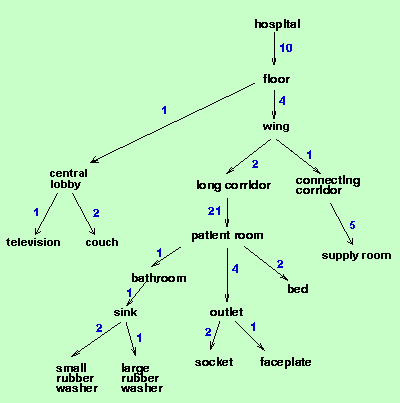 hospital
10
floor
1
4
wing
2
1
central
lobby
long corridor
connecting
corridor
1
2
21
5
television
couch
patient room
supply room
1
4
2
bathroom
bed
1
sink
outlet
2
1
2
1
small
rubber
washer
large
rubber
washer
socket
faceplate